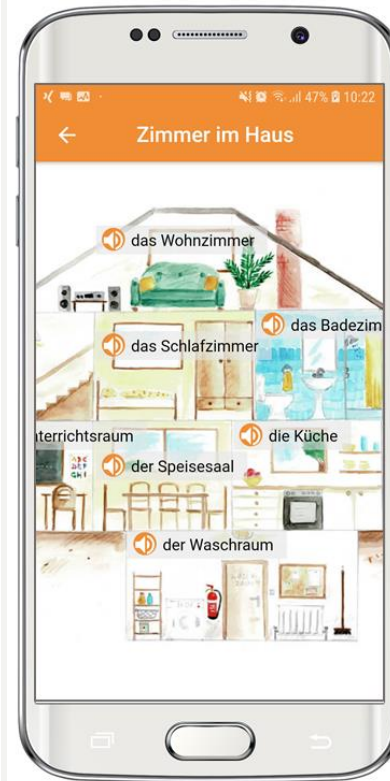 47% 10:22
Zimmer im Haus
das Wohnzimmer
das Badezim
das Schlafzimmer
nterrichtsraum
die Küche
der Speisesaal
der Waschraum